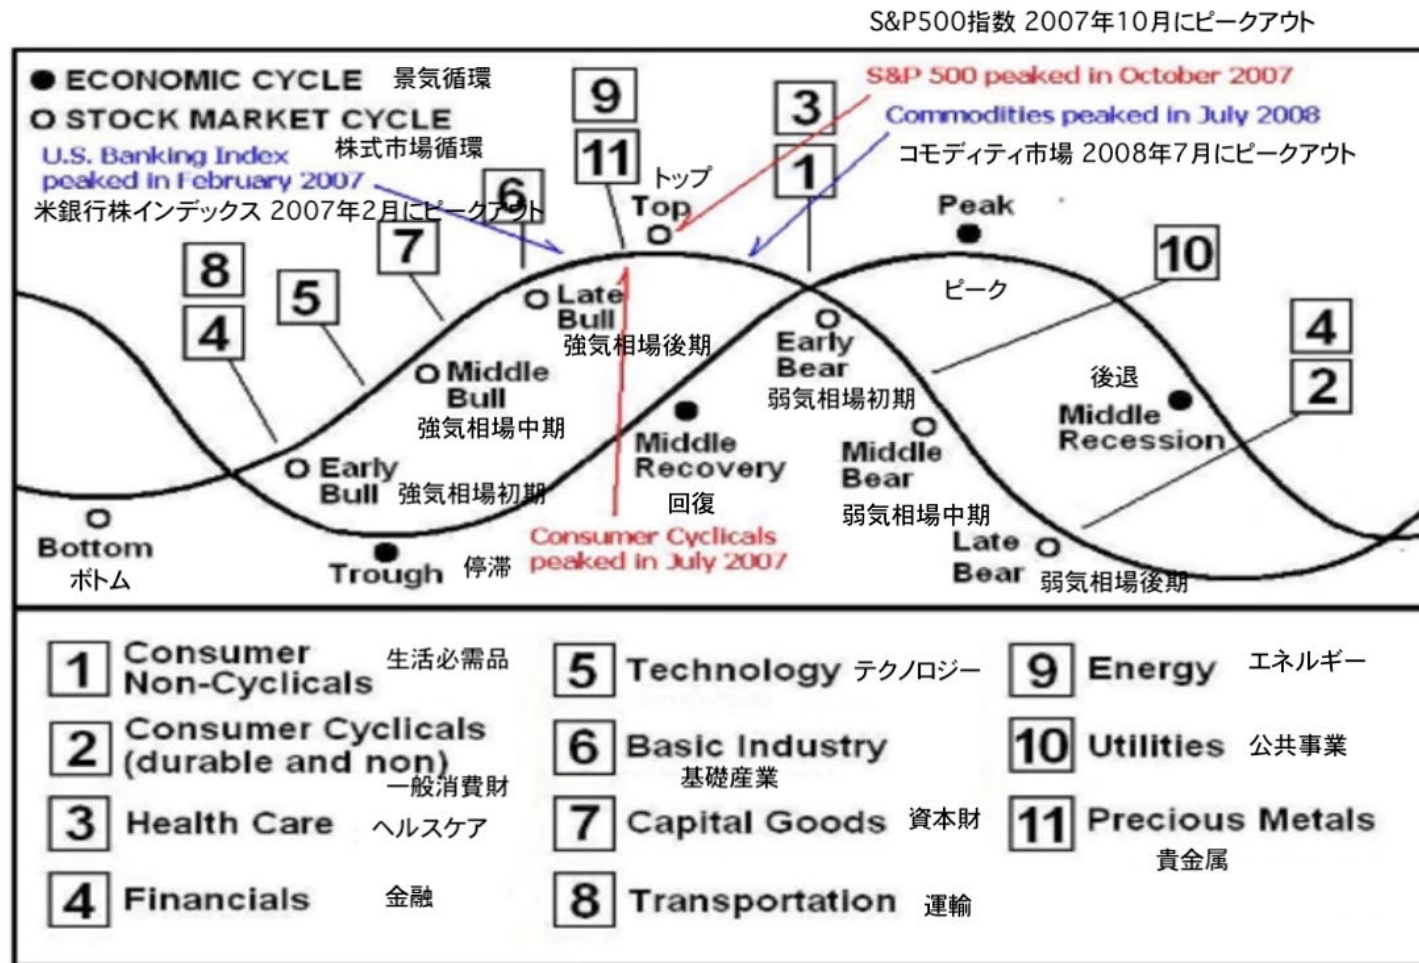 S&P500指数 2007年10月にピークアウト
● ECONOMIC CYCLE 景気循環
○ STOCK MARKET CYCLE
株式市場循環
U.S. Banking Index
peaked in February 2007
米銀行株インデックス 2007年2月にピークアウト
S&P 500 peaked in October 2007
Commodities peaked in July 2008
コモディティ市場 2008年7月にピークアウト
8
4
5
7
6
9
11
3
1
10
4
2
トップ
Top
Peak
ピーク
Late
Bull
強気相場後期
Middle
Bull
強気相場中期
Early
Bull 強気相場初期
Bottom
ボトム
Trough 停滞
Consumer Cyclicals
peaked in July 2007
Middle
Recovery
回復
Early
Bear
弱気相場初期
Middle
Bear
弱気相場中期
Late
Bear 弱気相場後期
後退
Middle
Recession
1 Consumer
Non-Cyclicals 生活必需品
2 Consumer Cyclicals
(durable and non)
一般消費財
3 Health Care ヘルスケア
4 Financials 金融
5 Technology テクノロジー
6 Basic Industry
基礎産業
7 Capital Goods 資本財
8 Transportation 運輸
9 Energy エネルギー
10 Utilities 公共事業
11 Precious Metals
貴金属